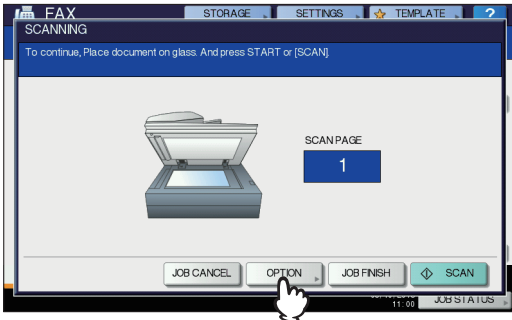 FAX
STORAGE
SETTINGS
TEMPLATE
?
SCANNING
To continue, Place document on glass. And press START or [SCAN].
SCAN PAGE
1
JOB CANCEL
OPTION
JOB FINISH
SCAN
11:00
JOB STATUS